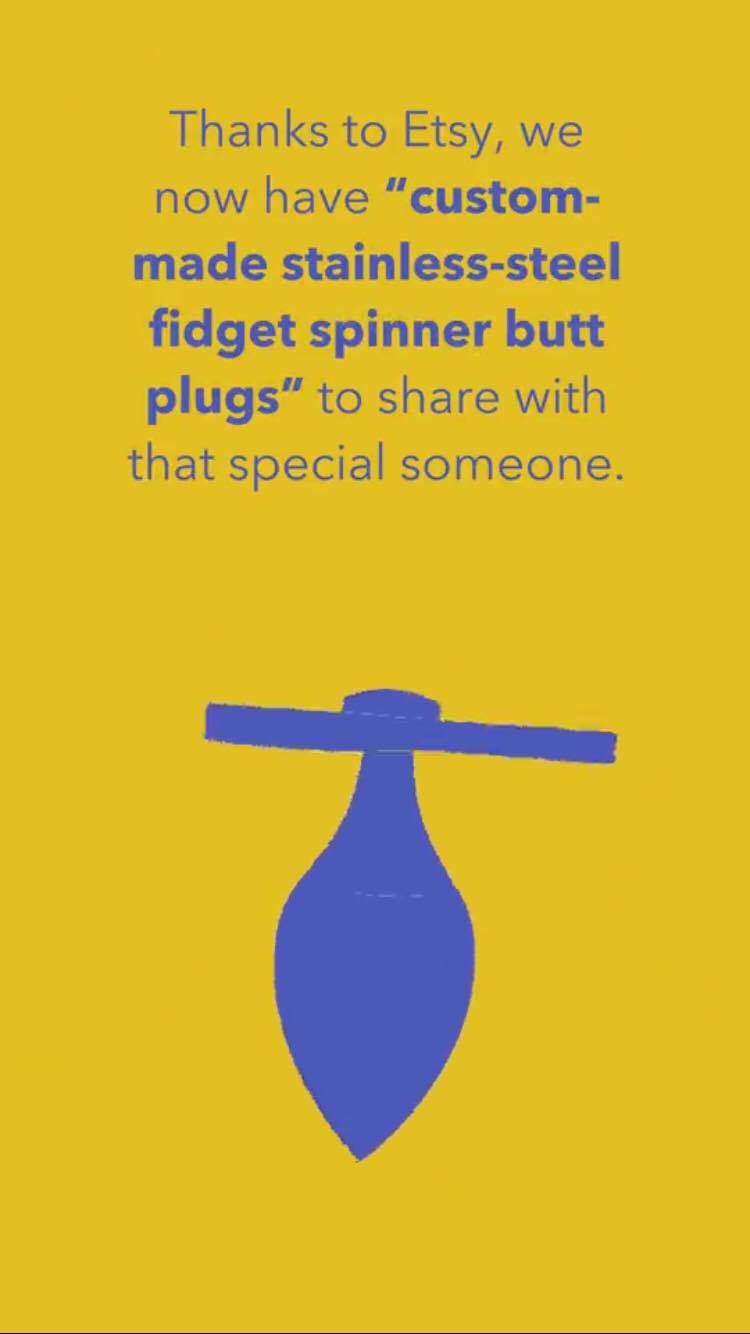 Thanks to Etsy, we
now have “custom-
made stainless-steel
fidget spinner butt
plugs” to share with
that special someone.